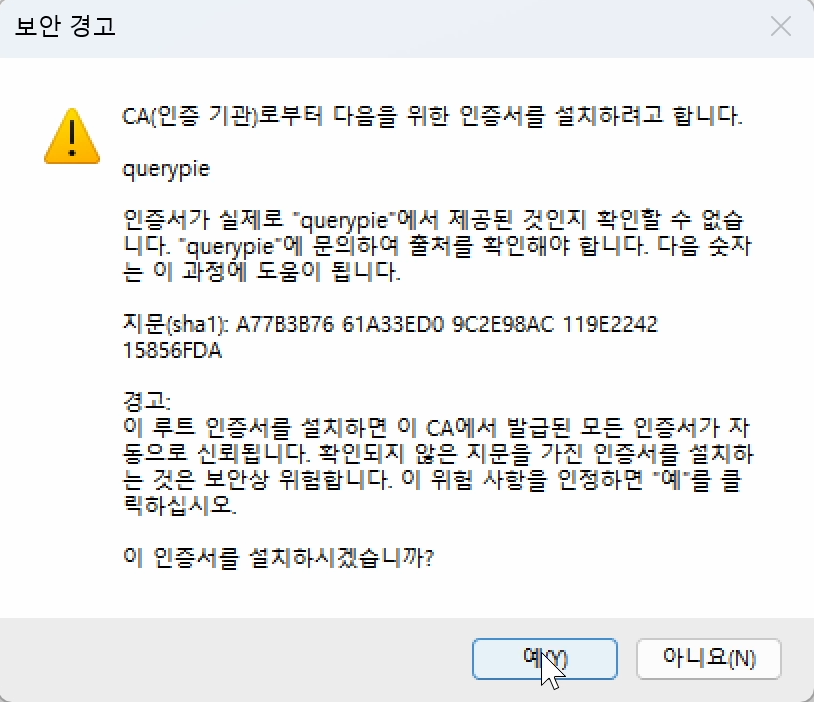 보안 경고
CA(인증 기관)로부터 다음을 위한 인증서를 설치하려고 합니다.
querypie
인증서가 실제로 "querypie"에서 제공된 것인지 확인할 수 없습
니다. "querypie"에 문의하여 출처를 확인해야 합니다. 다음 숫자
는 이 과정에 도움이 됩니다.
지문(sha1): A77B3B76 61A33ED0 9C2E98AC 119E2242
15856FDA
경고:
이 루트 인증서를 설치하면 이 CA에서 발급된 모든 인증서가 자
동으로 신뢰됩니다. 확인되지 않은 지문을 가진 인증서를 설치하
는 것은 보안상 위험합니다. 이 위험 사항을 인정하면 "예"를 클
릭하십시오.
이 인증서를 설치하시겠습니까?
예(Y)
아니요(N)